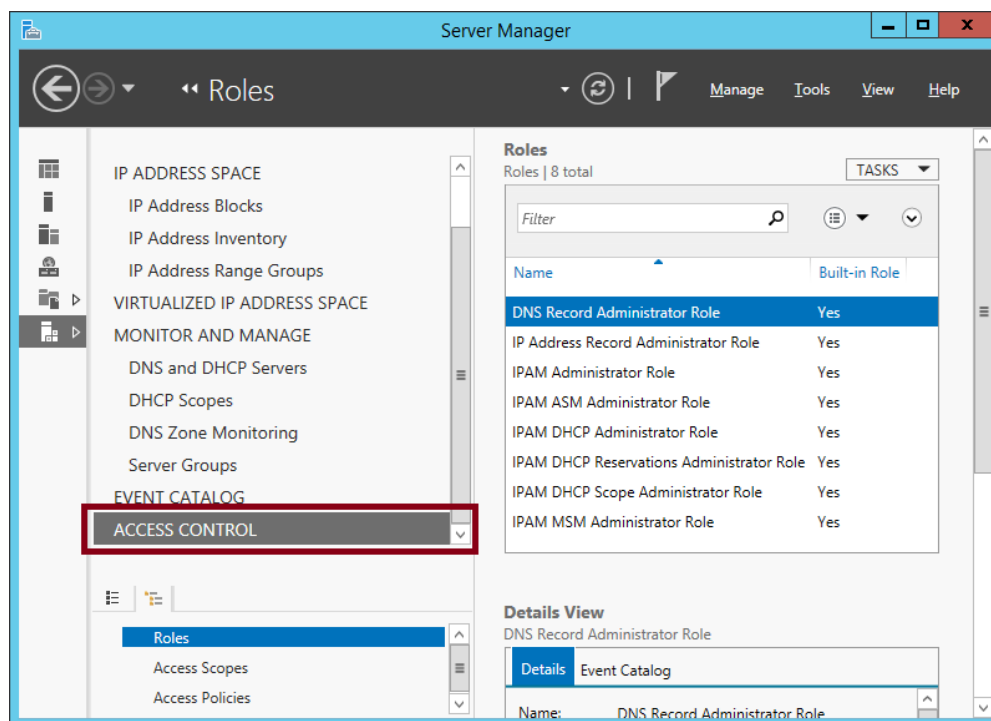 Server Manager
Roles
Manage Tools View Help
IP ADDRESS SPACE
IP Address Blocks
IP Address Inventory
IP Address Range Groups
VIRTUALIZED IP ADDRESS SPACE
MONITOR AND MANAGE
DNS and DHCP Servers
DHCP Scopes
DNS Zone Monitoring
Server Groups
EVENT CATALOG
ACCESS CONTROL
Roles
Access Scopes
Access Policies
Roles
Roles | 8 total
TASKS
Filter
Name Built-in Role
DNS Record Administrator Role Yes
IP Address Record Administrator Role Yes
IPAM Administrator Role Yes
IPAM ASM Administrator Role Yes
IPAM DHCP Administrator Role Yes
IPAM DHCP Reservations Administrator Role Yes
IPAM DHCP Scope Administrator Role Yes
IPAM MSM Administrator Role Yes
Details View
DNS Record Administrator Role
Details Event Catalog
Name: DNS Record Administrator Role